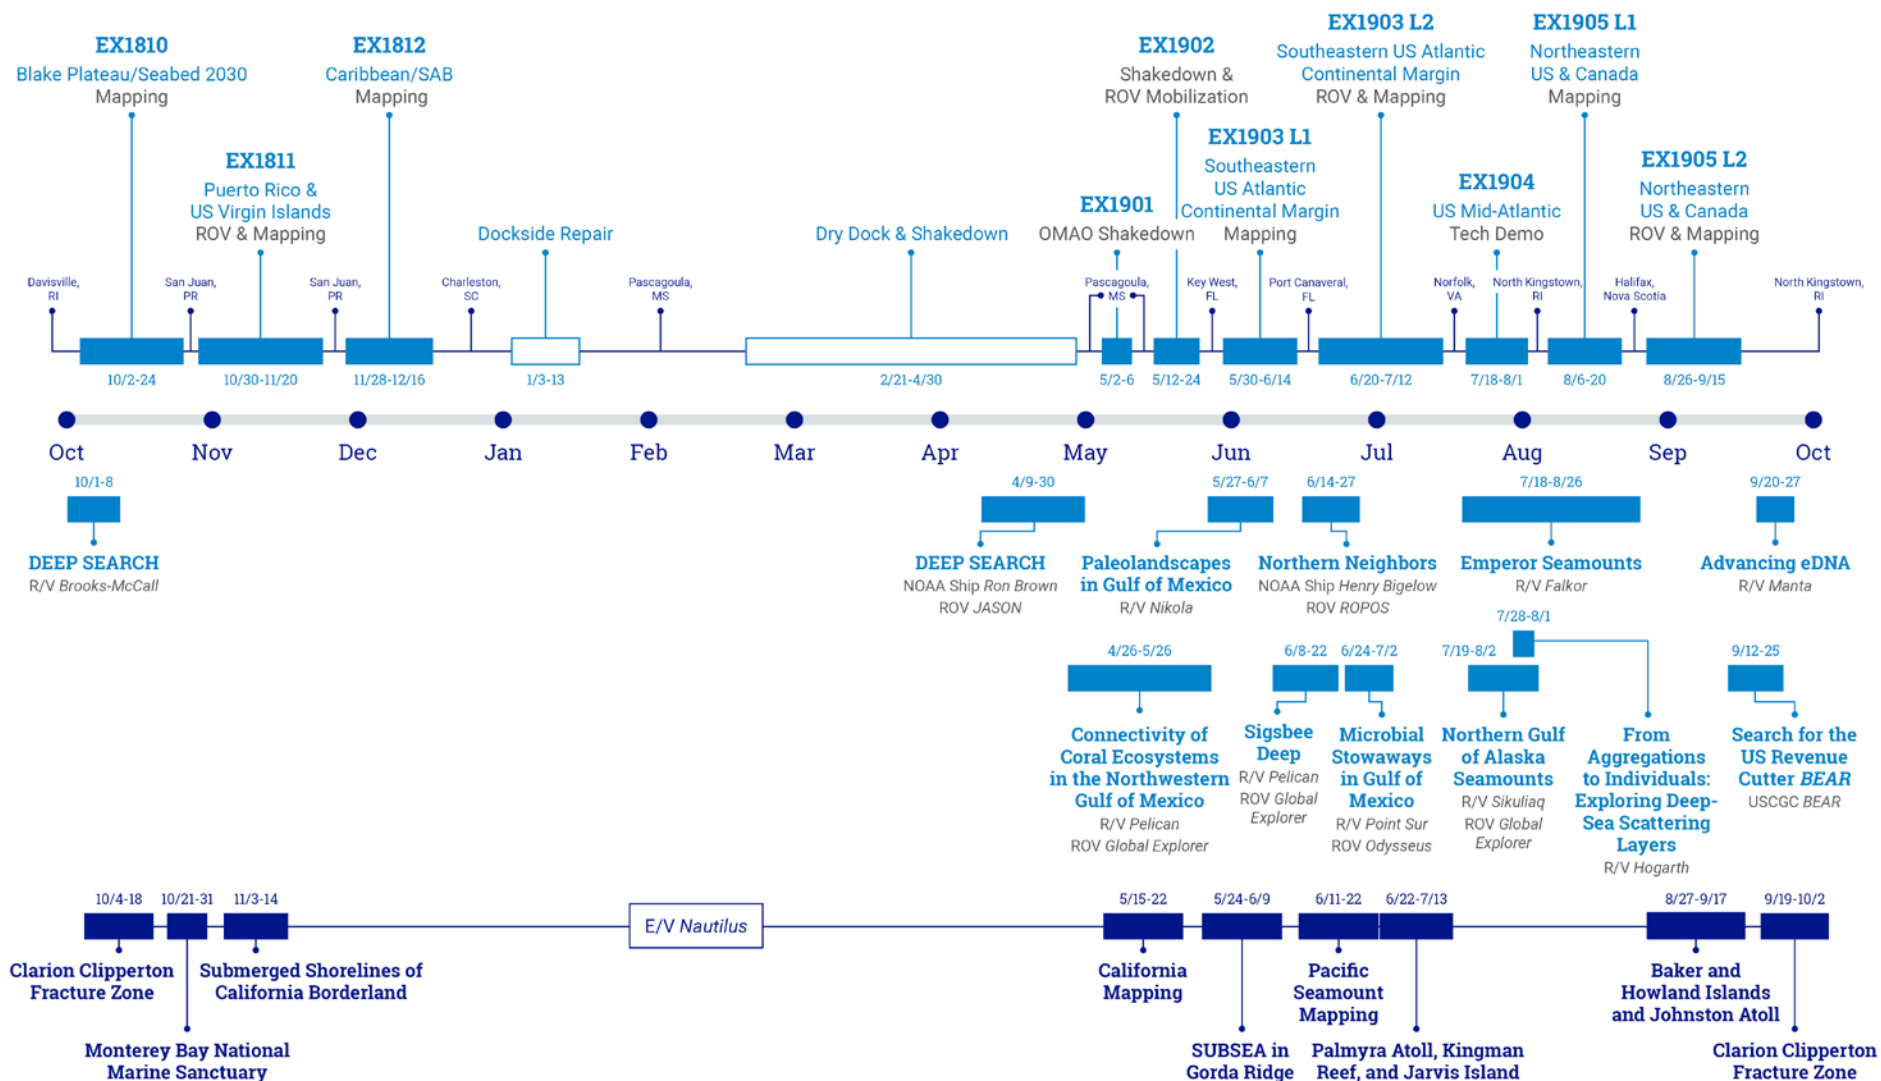 EX1810
Blake Plateau/Seabed 2030
Mapping
EX1812
Caribbean/SAB
Mapping
EX1902
Shakedown &
ROV Mobilization
EX1903 L2
Southeastern US Atlantic
Continental Margin
ROV & Mapping
EX1905 L1
Northeastern
US & Canada
Mapping
EX1811
Puerto Rico &
US Virgin Islands
ROV & Mapping
EX1903 L1
Southeastern
US Atlantic
Continental Margin
Mapping
EX1905 L2
Northeastern
US & Canada
ROV & Mapping
EX1904
US Mid-Atlantic
Tech Demo
EX1901
OMAO Shakedown
Dockside Repair
Dry Dock & Shakedown
Davisville,
RI
San Juan,
PR
San Juan,
PR
Charleston,
SC
Pascagoula,
MS
Pascagoula,
MS
Key West,
FL
Port Canaveral,
FL
Norfolk,
VA
North Kingstown,
RI
Halifax,
Nova Scotia
North Kingstown,
RI
10/2-24
10/30-11/20
11/28-12/16
1/3-13
2/21-4/30
5/2-6
5/12-24
5/30-6/14
6/20-7/12
7/18-8/1
8/6-20
8/26-9/15
Oct
Nov
Dec
Jan
Feb
Mar
Apr
May
Jun
Jul
Aug
Sep
Oct
10/1-8
DEEP SEARCH
R/V Brooks-McCall
4/9-30
DEEP SEARCH
NOAA Ship Ron Brown
ROV JASON
5/27-6/7
Paleolandscapes
in Gulf of Mexico
R/V Nikola
6/14-27
Northern Neighbors
NOAA Ship Henry Bigelow
ROV ROPOS
7/18-8/26
Emperor Seamounts
R/V Falkor
9/20-27
Advancing eDNA
R/V Manta
4/26-5/26
Connectivity of
Coral Ecosystems
in the Northwestern
Gulf of Mexico
R/V Pelican
ROV Global Explorer
6/8-22
Sigsbee
Deep
R/V Pelican
ROV Global
Explorer
6/24-7/2
Microbial
Stowaways
in Gulf of
Mexico
R/V Point Sur
ROV Odysseus
7/19-8/2
Northern Gulf
of Alaska
Seamounts
R/V Sikuliaq
ROV Global
Explorer
7/28-8/1
From
Aggregations
to Individuals:
Exploring Deep-
Sea Scattering
Layers
R/V Hogarth
9/12-25
Search for the
US Revenue
Cutter BEAR
USCGC BEAR
10/4-18
10/21-31
11/3-14
E/V Nautilus
5/15-22
5/24-6/9
6/11-22
6/22-7/13
8/27-9/17
9/19-10/2
Clarion Clipperton
Fracture Zone
Submerged Shorelines of
California Borderland
California
Mapping
Pacific
Seamount
Mapping
Baker and
Howland Islands
and Johnston Atoll
Monterey Bay National
Marine Sanctuary
SUBSEA in
Gorda Ridge
Palmyra Atoll, Kingman
Reef, and Jarvis Island
Clarion Clipperton
Fracture Zone